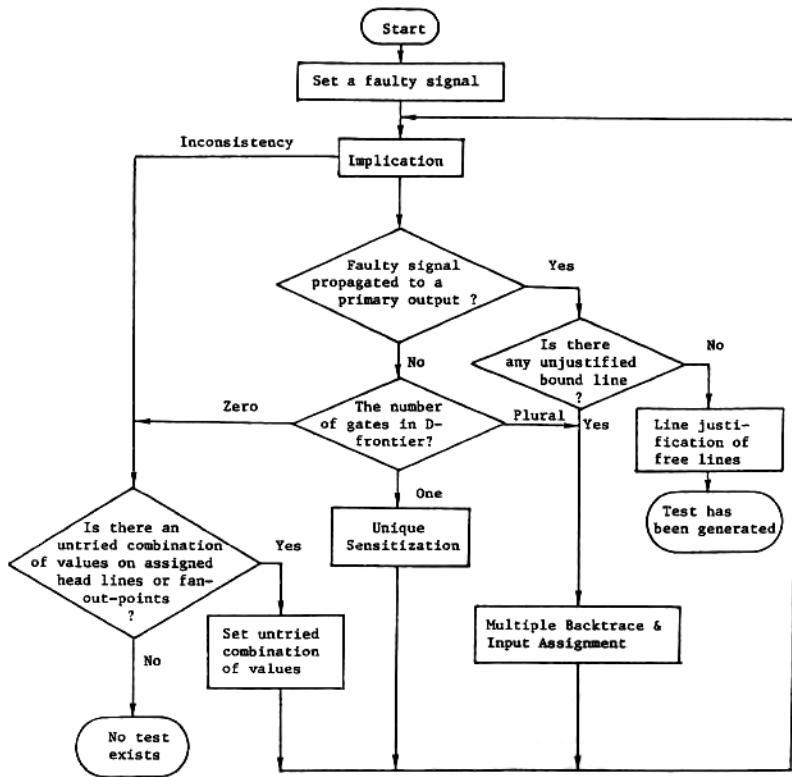 Start
Set a faulty signal
Inconsistency
Implication
Faulty signal
propagated to a
primary output ?
Yes
No
Is there
any unjustified
bound line
?
No
Yes
Line justi-
fication of
free lines
Test has
been generated
The number
of gates in D-
frontier?
Zero
Plural
One
Unique
Sensitization
Is there an
untried combination
of values on assigned
head lines or fan-
out-points
?
Yes
No
Set untried
combination
of values
Multiple Backtrace &
Input Assignment
No test
exists